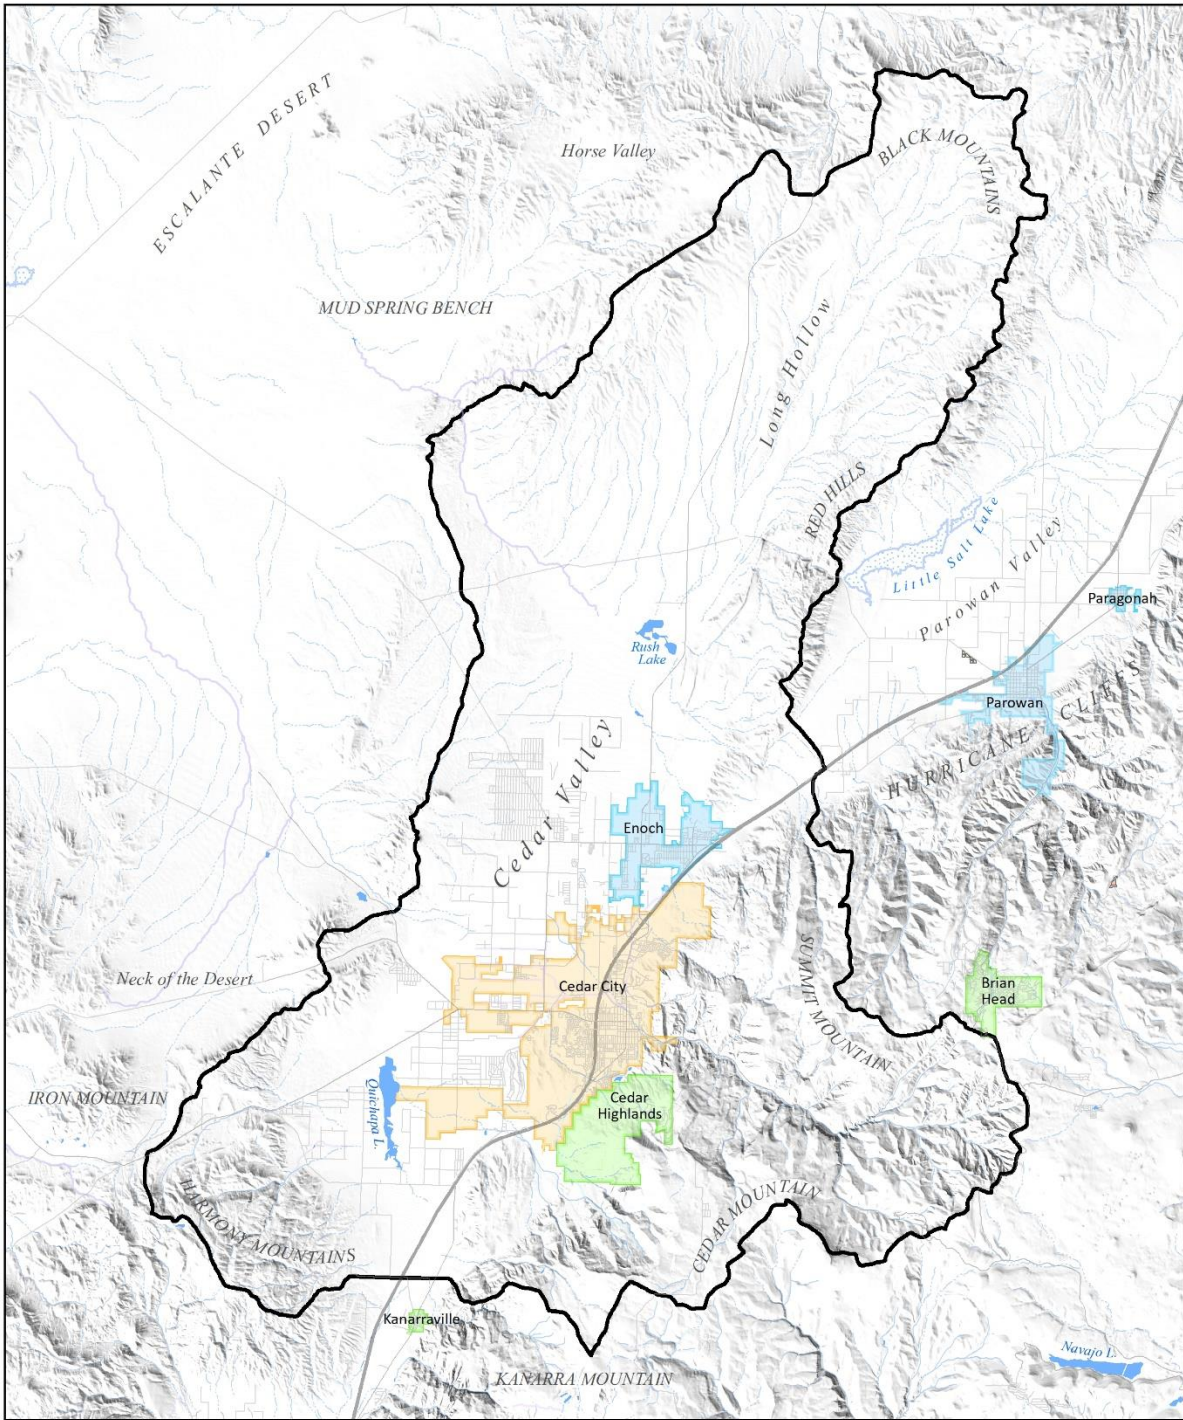 ESCALANTE DESERT
Horse Valley
BLACK MOUNTAINS
MUD SPRING BENCH
Long Hollow
RED HILLS
Little Salt Lake
Parowan Valley
Paragonah
Rush
Lake
Parowan
HURRICANE CLIFFS
Cedar Valley
Enoch
SUMMIT MOUNTAIN
Neck of the Desert
Cedar City
Brian
Head
IRON MOUNTAIN
Quichapa L.
Cedar
Highlands
HARMONY MOUNTAINS
CEDAR MOUNTAIN
Kanarraville
Navajo L.
KANARRA MOUNTAIN